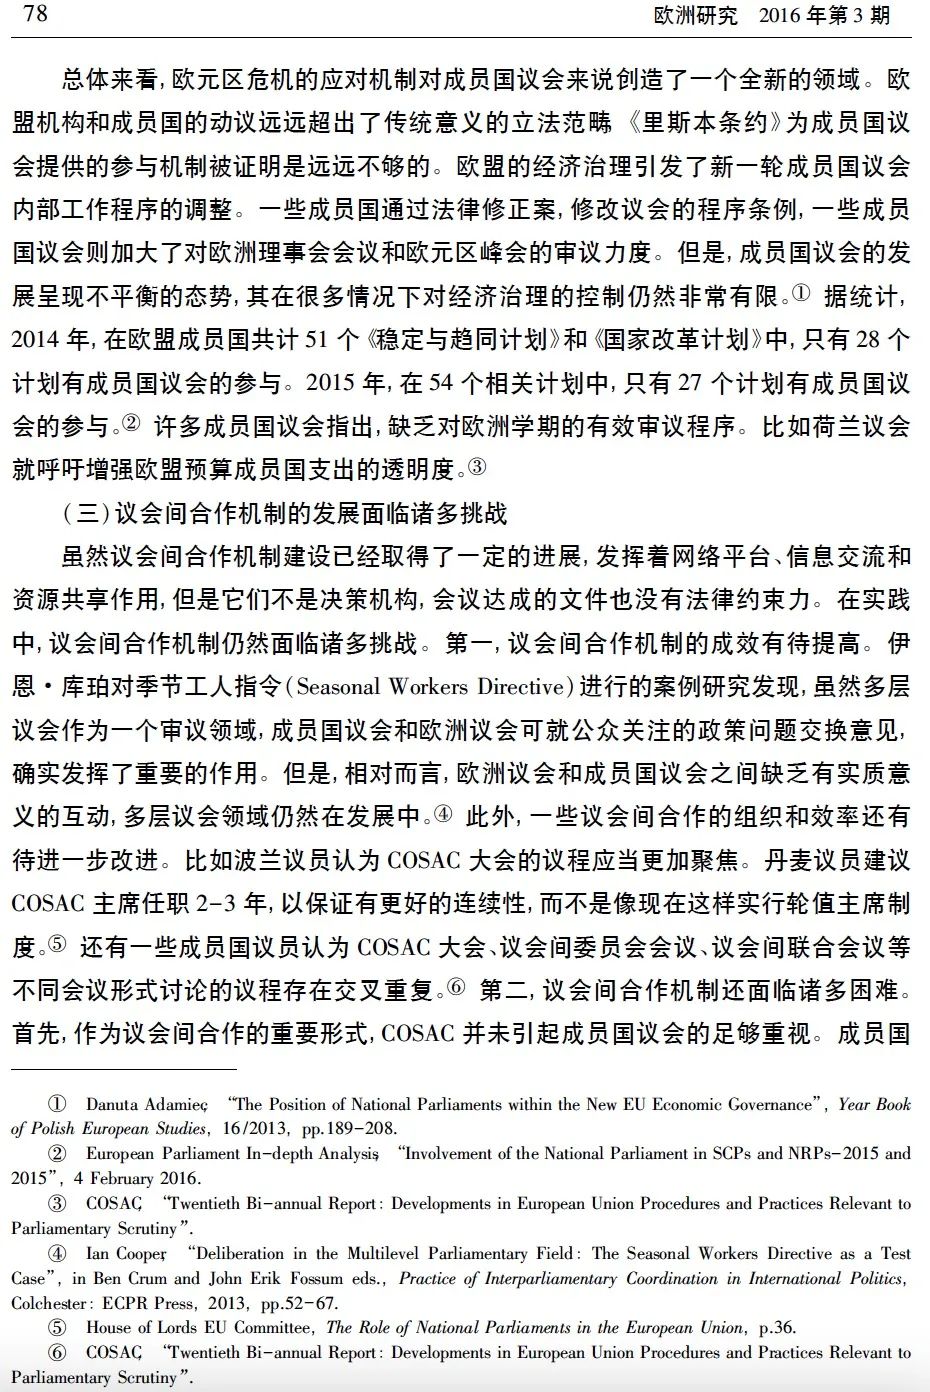 78
欧洲研究 2016 年第 3 期
总体来看,欧元区危机的应对机制对成员国议会来说创造了一个全新的领域。欧
盟机构和成员国的动议远远超出了传统意义的立法范畴,《里斯本条约》为成员国议
会提供的参与机制被证明是远远不够的。欧盟的经济治理引发了新一轮成员国议会
内部工作程序的调整。一些成员国通过法律修正案,修改议会的程序条例,一些成员
国议会则加大了对欧洲理事会会议和欧元区峰会的审议力度。但是,成员国议会的发
展呈现不平衡的态势,其在很多情况下对经济治理的控制仍然非常有限。① 据统计,
2014 年,在欧盟成员国共计 51 个《稳定与趋同计划》和《国家改革计划》中,只有 28 个
计划有成员国议会的参与。2015 年,在 54 个相关计划中,只有 27 个计划有成员国议
会的参与。② 许多成员国议会指出,缺乏对欧洲学期的有效审议程序。比如荷兰议会
就呼吁增强欧盟预算成员国支出的透明度。③
(三)议会间合作机制的发展面临诸多挑战
虽然议会间合作机制建设已经取得了一定的进展,发挥着网络平台、信息交流和
资源共享作用,但是它们不是决策机构,会议达成的文件也没有法律约束力。在实践
中,议会间合作机制仍然面临诸多挑战。第一,议会间合作机制的成效有待提高。伊
恩·库珀对季节工人指令(Seasonal Workers Directive)进行的案例研究发现,虽然多层
议会作为一个审议领域,成员国议会和欧洲议会可就公众关注的政策问题交换意见,
确实发挥了重要的作用。但是,相对而言,欧洲议会和成员国议会之间缺乏有实质意
义的互动,多层议会领域仍然在发展中。④ 此外,一些议会间合作的组织和效率还有
待进一步改进。比如波兰议员认为 COSAC 大会的议程应当更加聚焦。丹麦议员建议
COSAC 主席任职 2-3 年,以保证有更好的连续性,而不是像现在这样实行轮值主席制
度。⑤ 还有一些成员国议员认为 COSAC 大会、议会间委员会会议、议会间联合会议等
不同会议形式讨论的议程存在交叉重复。⑥ 第二,议会间合作机制还面临诸多困难。
首先,作为议会间合作的重要形式,COSAC 并未引起成员国议会的足够重视。成员国
① Danuta Adamiec, “The Position of National Parliaments within the New EU Economic Governance”, Year Book
of Polish European Studies, 16/2013, pp.189-208.
② European Parliament In-depth Analysis, “Involvement of the National Parliament in SCPs and NRPs-2015 and
2015”, 4 February 2016.
③ COSAC, “Twentieth Bi-annual Report: Developments in European Union Procedures and Practices Relevant to
Parliamentary Scrutiny”.
④ Ian Cooper, “Deliberation in the Multilevel Parliamentary Field: The Seasonal Workers Directive as a Test
Case”, in Ben Crum and John Erik Fossum eds., Practice of Interparliamentary Coordination in International Politics,
Colchester: ECPR Press, 2013, pp.52-67.
⑤ House of Lords EU Committee, The Role of National Parliaments in the European Union, p.36.
⑥ COSAC, “Twentieth Bi-annual Report: Developments in European Union Procedures and Practices Relevant to
Parliamentary Scrutiny”.